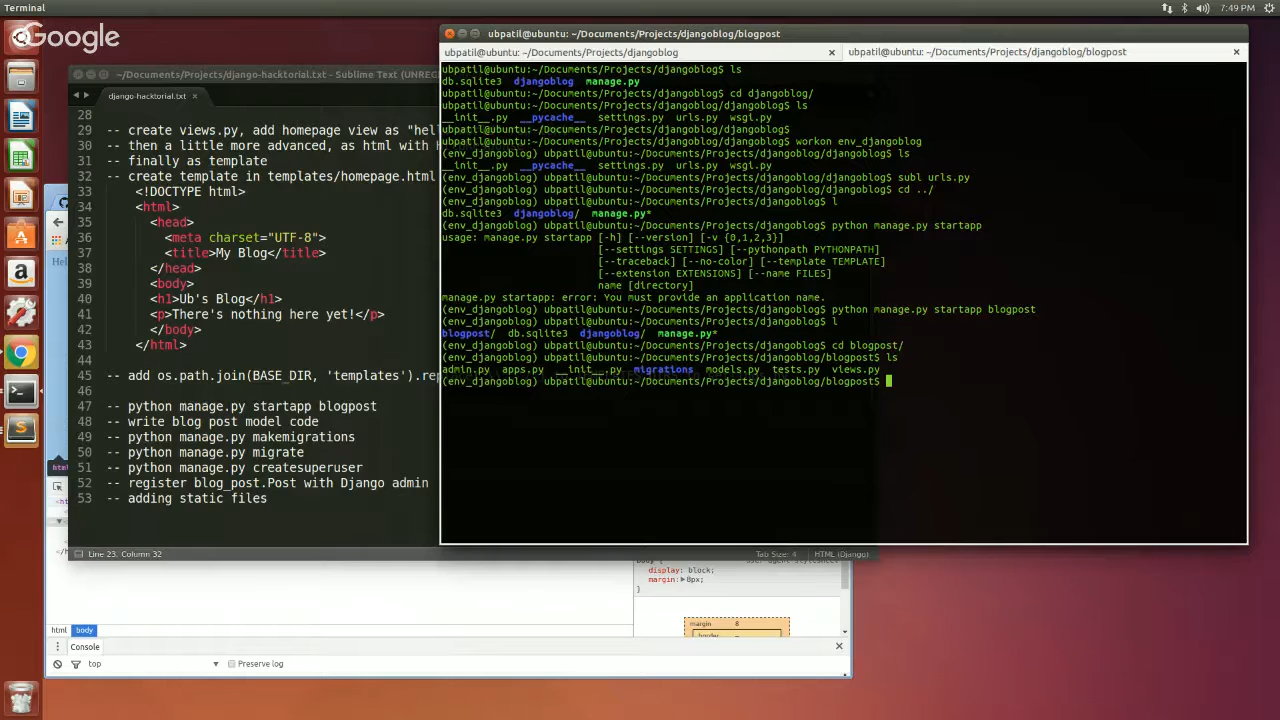 Terminal
7:49 PM
Google
ubpatil@ubuntu: ~/Documents/Projects/djangoblog/blogpost
ubpatil@ubuntu: ~/Documents/Projects/djangoblog
ubpatil@ubuntu: ~/Documents/Projects/djangoblog/blogpost
~/Documents/Projects/django-hacktorial.txt - Sublime Text (UNREG
django-hacktorial.txt
28
29 -- create views.py, add homepage view as "hell
30 -- then a little more advanced, as html with h
31 -- finally as template
32 -- create template in templates/homepage.html
33 <!DOCTYPE html>
34 <html>
35 <head>
36 <meta charset="UTF-8">
37 <title>My Blog</title>
38 </head>
39 <body>
40 <h1>Ub's Blog</h1>
41 <p>There's nothing here yet!</p>
42 </body>
43 </html>
44
45 -- add os.path.join(BASE_DIR, 'templates').rep
46
47 -- python manage.py startapp blogpost
48 -- write blog post model code
49 -- python manage.py makemigrations
50 -- python manage.py migrate
51 -- python manage.py createsuperuser
52 -- register blog_post.Post with Django admin
53 -- adding static files
Line 23, Column 32
Tab Size: 4
HTML (Django)
ubpatil@ubuntu:~/Documents/Projects/djangoblog$ ls
db.sqlite3 djangoblog manage.py
ubpatil@ubuntu:~/Documents/Projects/djangoblog$ cd djangoblog/
ubpatil@ubuntu:~/Documents/Projects/djangoblog/djangoblog$ ls
__init__.py __pycache__ settings.py urls.py wsgi.py
ubpatil@ubuntu:~/Documents/Projects/djangoblog/djangoblog$
ubpatil@ubuntu:~/Documents/Projects/djangoblog/djangoblog$ workon env_djangoblog
(env_djangoblog) ubpatil@ubuntu:~/Documents/Projects/djangoblog/djangoblog$ ls
__init__.py __pycache__ settings.py urls.py wsgi.py
(env_djangoblog) ubpatil@ubuntu:~/Documents/Projects/djangoblog/djangoblog$ subl urls.py
(env_djangoblog) ubpatil@ubuntu:~/Documents/Projects/djangoblog/djangoblog$ cd ../
(env_djangoblog) ubpatil@ubuntu:~/Documents/Projects/djangoblog$ l
db.sqlite3 djangoblog/ manage.py*
(env_djangoblog) ubpatil@ubuntu:~/Documents/Projects/djangoblog$ python manage.py startapp
usage: manage.py startapp [-h] [--version] [-v {0,1,2,3}]
[--settings SETTINGS] [--pythonpath PYTHONPATH]
[--traceback] [--no-color] [--template TEMPLATE]
[--extension EXTENSIONS] [--name FILES]
name [directory]
manage.py startapp: error: You must provide an application name.
(env_djangoblog) ubpatil@ubuntu:~/Documents/Projects/djangoblog$ python manage.py startapp blogpost
(env_djangoblog) ubpatil@ubuntu:~/Documents/Projects/djangoblog$ l
blogpost/ db.sqlite3 djangoblog/ manage.py*
(env_djangoblog) ubpatil@ubuntu:~/Documents/Projects/djangoblog$ cd blogpost/
(env_djangoblog) ubpatil@ubuntu:~/Documents/Projects/djangoblog/blogpost$ ls
admin.py apps.py __init__.py migrations models.py tests.py views.py
(env_djangoblog) ubpatil@ubuntu:~/Documents/Projects/djangoblog/blogpost$
display: block;
margin: 8px;
}
margin 8
html body
Console
top
Preserve log